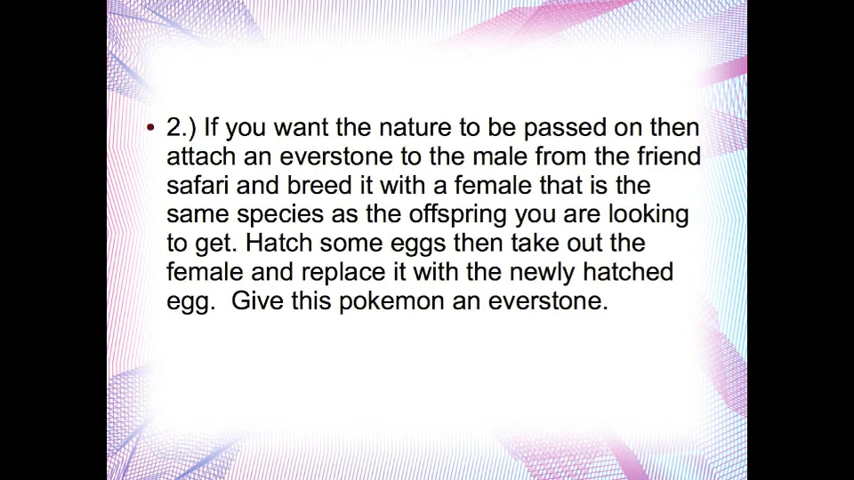 • 2.) If you want the nature to be passed on then
attach an everstone to the male from the friend
safari and breed it with a female that is the
same species as the offspring you are looking
to get. Hatch some eggs then take out the
female and replace it with the newly hatched
egg.  Give this pokemon an everstone.